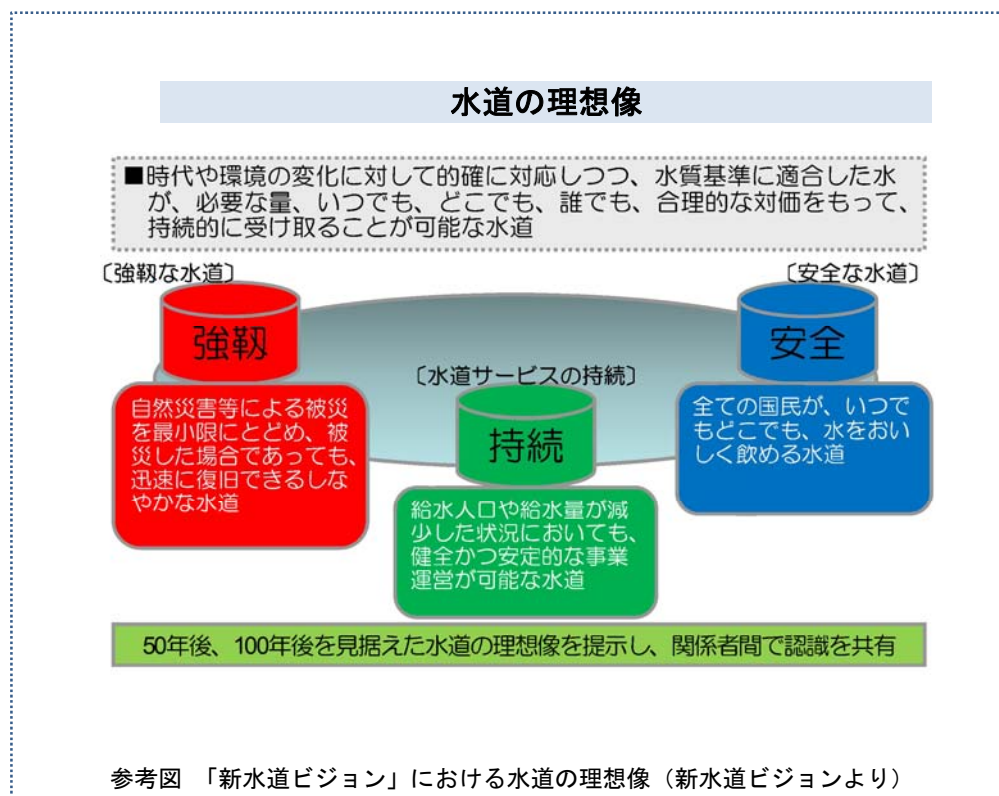 水道の理想像
■時代や環境の変化に対して的確に対応しつつ、水質基準に適合した水
が、必要な量、いつでも、どこでも、誰でも、合理的な対価をもって、
持続的に受け取ることが可能な水道
〔強靱な水道〕
〔安全な水道〕
強靱
安全
〔水道サービスの持続〕
自然災害等による被災
を最小限にとどめ、被
災した場合であっても、
迅速に復旧できるしな
やかな水道
持続
全ての国民が、いつで
もどこでも、水をおい
しく飲める水道
給水人口や給水量が減
少した状況においても、
健全かつ安定的な事業
運営が可能な水道
50年後、100年後を見据えた水道の理想像を提示し、関係者間で認識を共有
参考図 「新水道ビジョン」における水道の理想像（新水道ビジョンより）